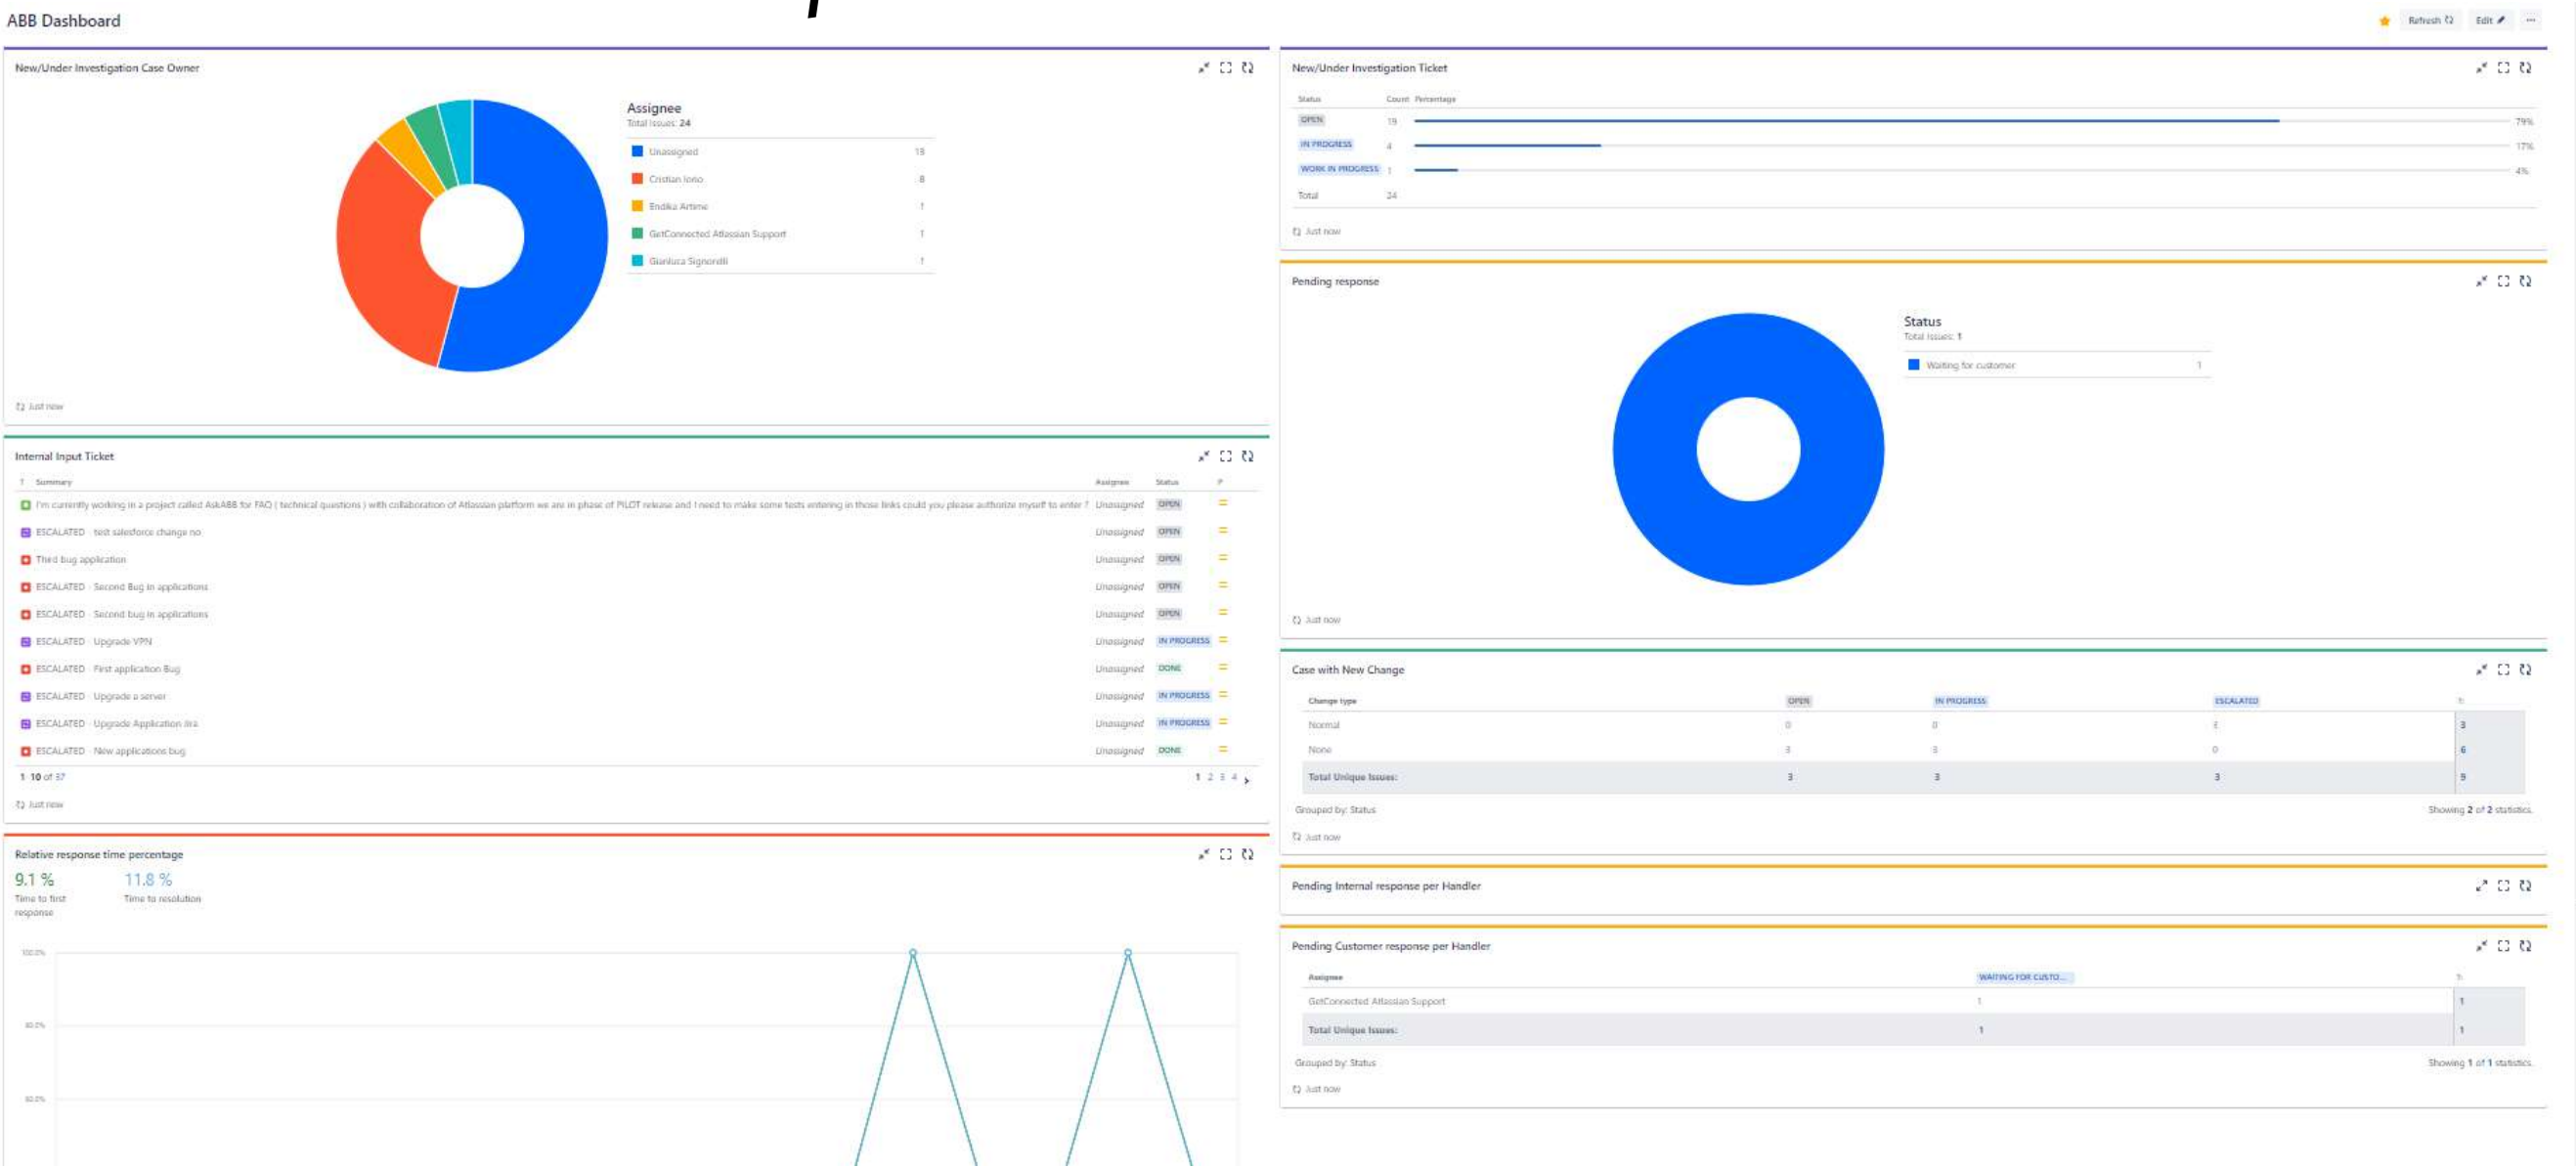 ABB Dashboard
Refresh Edit
New/Under Investigation Case Owner
Assignee
Total Issues: 24
Unassigned 13
Cristian Iorio 8
Endika Artime 1
GetConnected Atlassian Support 1
Gianluca Signorelli 1
Just now
Internal Input Ticket
T Summary Assignee Status P
I'm currently working in a project called AskABB for FAQ ( technical questions ) with collaboration of Atlassian platform we are in phase of PILOT release and I need to make some tests entering in those links could you please authorize myself to enter ? Unassigned OPEN
ESCALATED - test salesforce change no Unassigned OPEN
Third bug application Unassigned OPEN
ESCALATED - Second Bug in applications Unassigned OPEN
ESCALATED - Second bug in applications Unassigned OPEN
ESCALATED - Upgrade VPN Unassigned IN PROGRESS
ESCALATED - First application Bug Unassigned DONE
ESCALATED - Upgrade a server Unassigned IN PROGRESS
ESCALATED - Upgrade Application Jira Unassigned IN PROGRESS
ESCALATED - New applications bug Unassigned DONE
1-10 of 37 1 2 3 4
Just now
Relative response time percentage
9.1 % 11.8 %
Time to first response Time to resolution
100.0%
80.0%
60.0%
New/Under Investigation Ticket
Status Count Percentage
OPEN 19 79%
IN PROGRESS 4 17%
WORK IN PROGRESS 1 4%
Total 24
Just now
Pending response
Status
Total Issues: 1
Waiting for customer 1
Just now
Case with New Change
Change type OPEN IN PROGRESS ESCALATED T:
Normal 0 0 3 3
None 3 3 0 6
Total Unique Issues: 3 3 3 9
Grouped by: Status Showing 2 of 2 statistics.
Just now
Pending Internal response per Handler
Pending Customer response per Handler
Assignee WAITING FOR CUSTO... T:
GetConnected Atlassian Support 1 1
Total Unique Issues: 1 1
Grouped by: Status Showing 1 of 1 statistics.
Just now